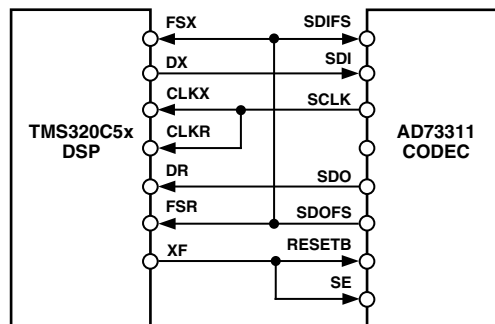 FSX SDIFS
DX SDI
CLKX SCLK
TMS320C5x
DSP
CLKR
AD73311
CODEC
DR SDO
FSR SDOFS
XF RESETB
SE